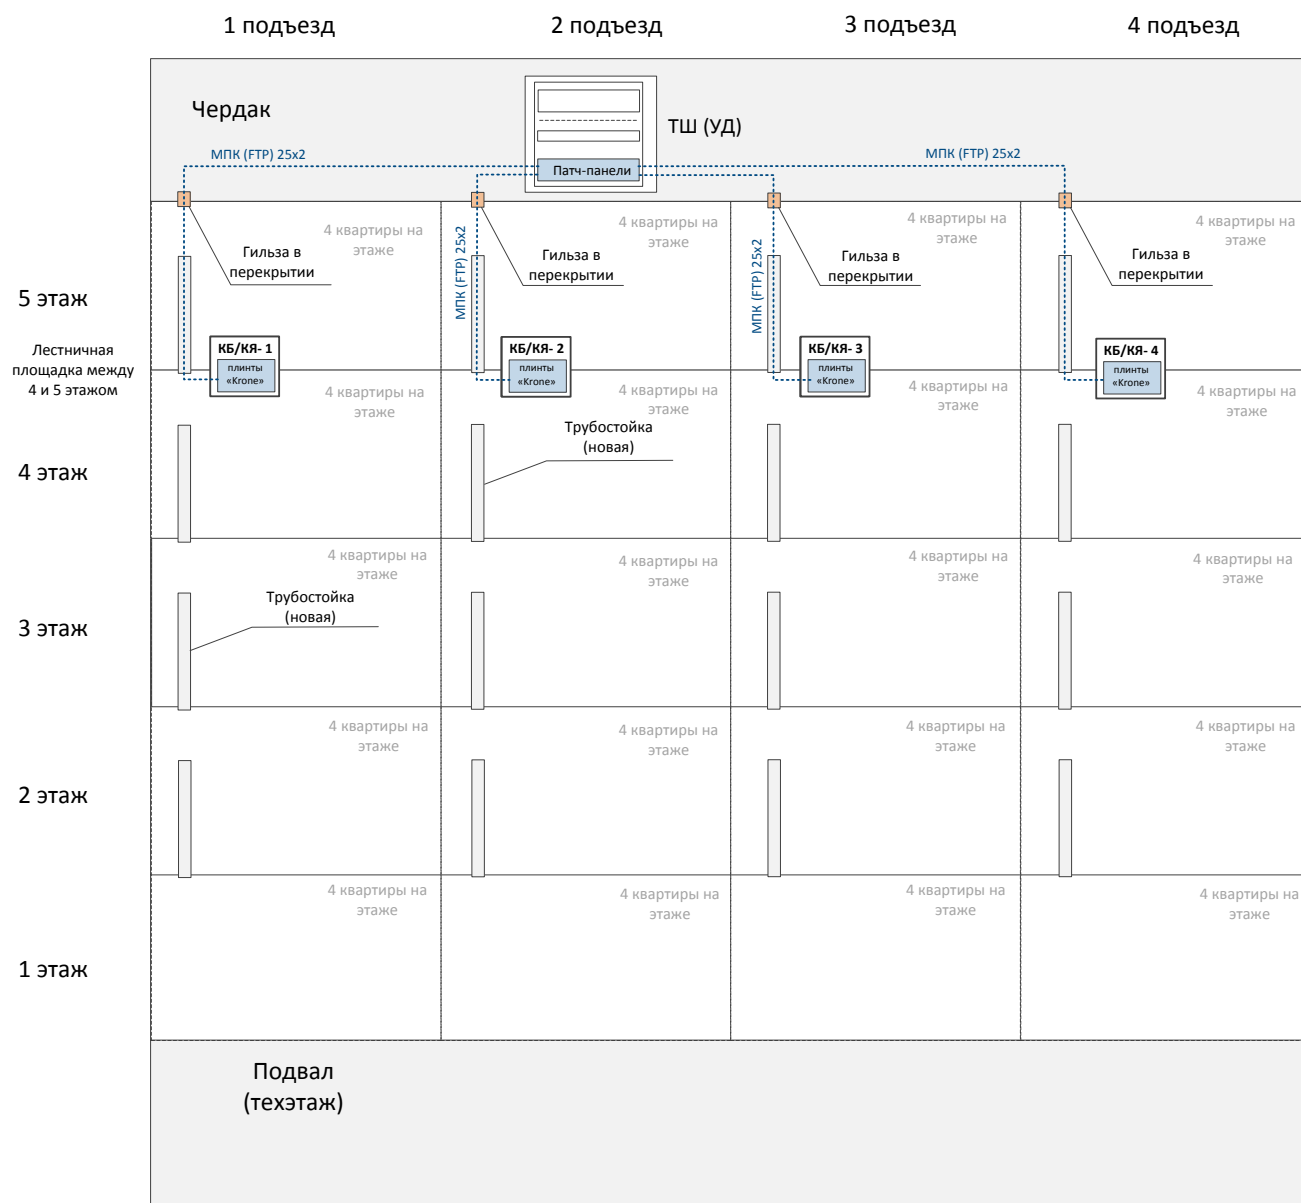 1 подъезд
2 подъезд
3 подъезд
4 подъезд
Чердак
ТШ (УД)
МПК (FTP) 25x2
МПК (FTP) 25x2
Патч-панели
4 квартиры на
этаже
4 квартиры на
этаже
4 квартиры на
этаже
4 квартиры на
этаже
Гильза в
перекрытии
Гильза в
перекрытии
Гильза в
перекрытии
Гильза в
перекрытии
МПК (FTP) 25x2
МПК (FTP) 25x2
5 этаж
Лестничная
площадка между
4 и 5 этажом
КБ/КЯ- 1
плинты
«Krone»
КБ/КЯ- 2
плинты
«Krone»
КБ/КЯ- 3
плинты
«Krone»
КБ/КЯ- 4
плинты
«Krone»
4 квартиры на
этаже
4 квартиры на
этаже
4 квартиры на
этаже
4 квартиры на
этаже
Трубостойка
(новая)
4 этаж
4 квартиры на
этаже
4 квартиры на
этаже
4 квартиры на
этаже
4 квартиры на
этаже
Трубостойка
(новая)
3 этаж
4 квартиры на
этаже
4 квартиры на
этаже
4 квартиры на
этаже
4 квартиры на
этаже
2 этаж
4 квартиры на
этаже
4 квартиры на
этаже
4 квартиры на
этаже
4 квартиры на
этаже
1 этаж
Подвал
(техэтаж)